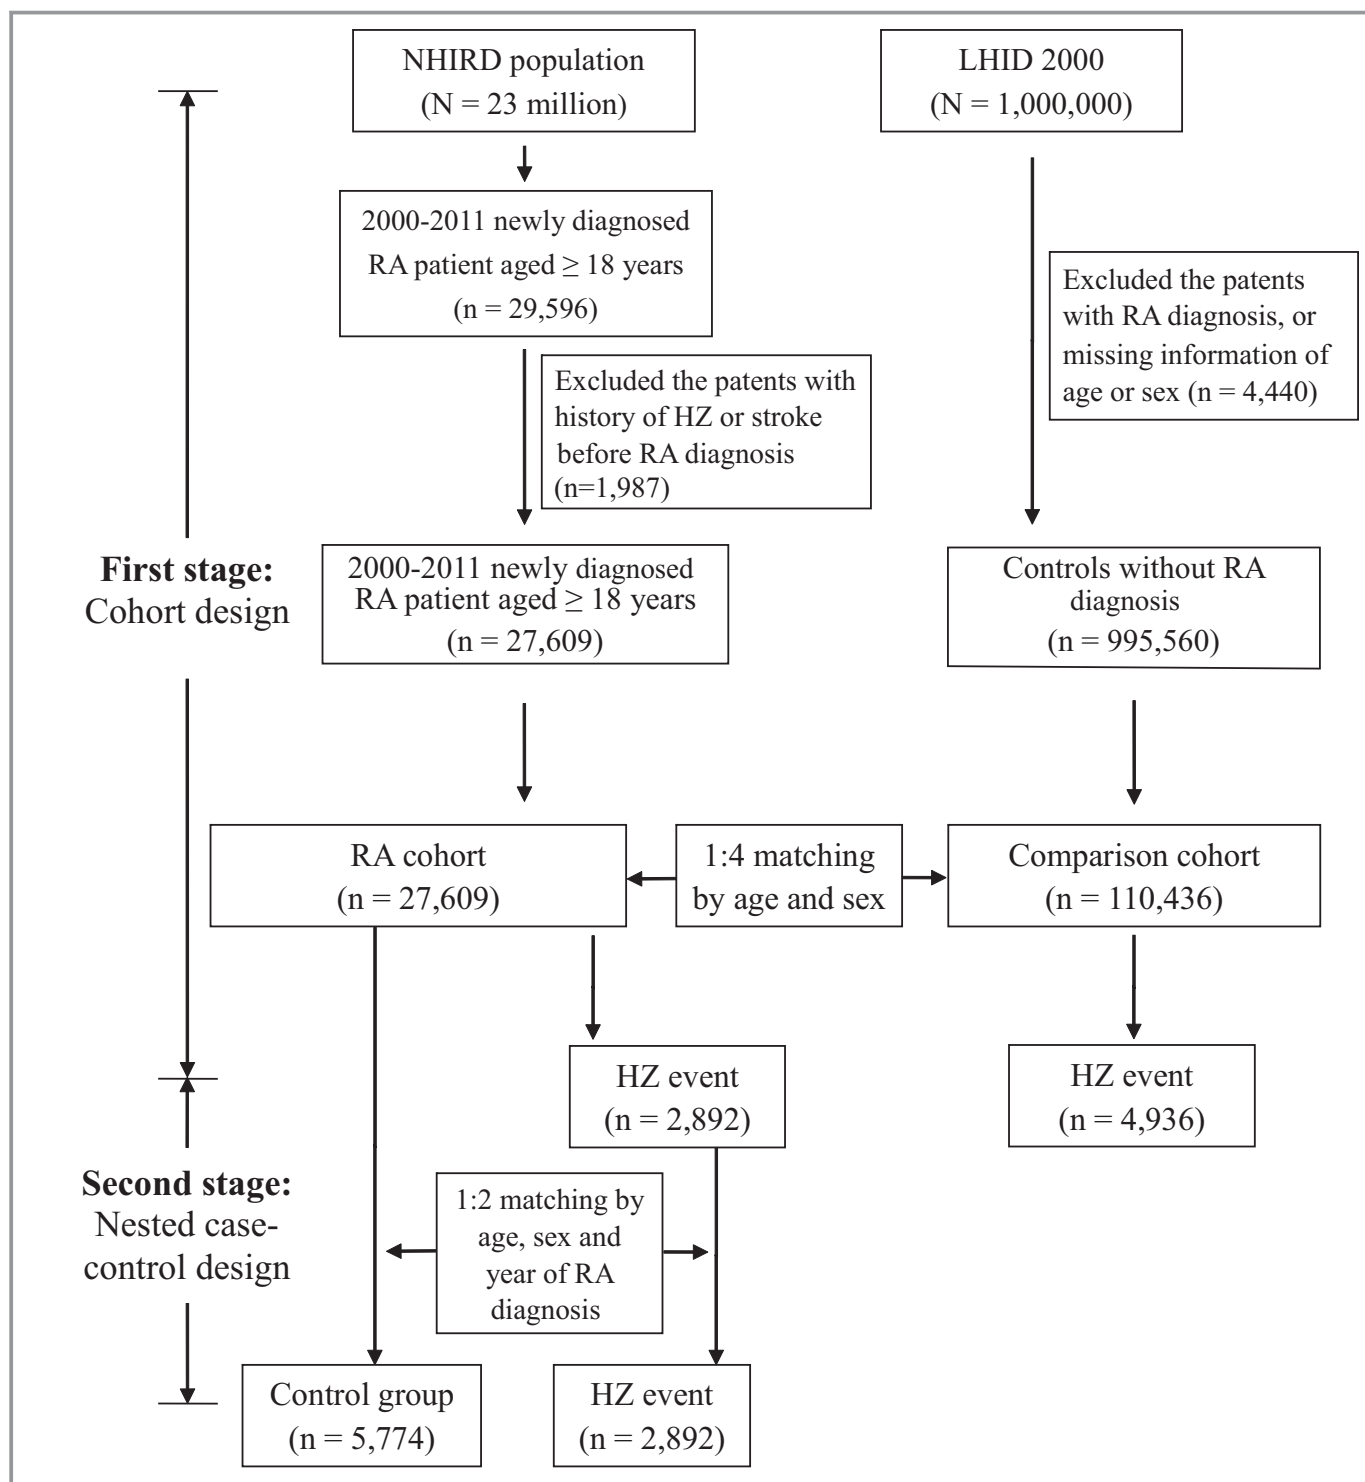 NHIRD population
(N = 23 million)
LHID 2000
(N = 1,000,000)
2000-2011 newly diagnosed
RA patient aged ≥ 18 years
(n = 29,596)
Excluded the patents
with RA diagnosis, or
missing information of
age or sex (n = 4,440)
Excluded the patents with
history of HZ or stroke
before RA diagnosis
(n=1,987)
First stage:
Cohort design
2000-2011 newly diagnosed
RA patient aged ≥ 18 years
(n = 27,609)
Controls without RA
diagnosis
(n = 995,560)
RA cohort
(n = 27,609)
1:4 matching
by age and sex
Comparison cohort
(n = 110,436)
HZ event
(n = 2,892)
HZ event
(n = 4,936)
Second stage:
Nested case-
control design
1:2 matching by
age, sex and
year of RA
diagnosis
Control group
(n = 5,774)
HZ event
(n = 2,892)